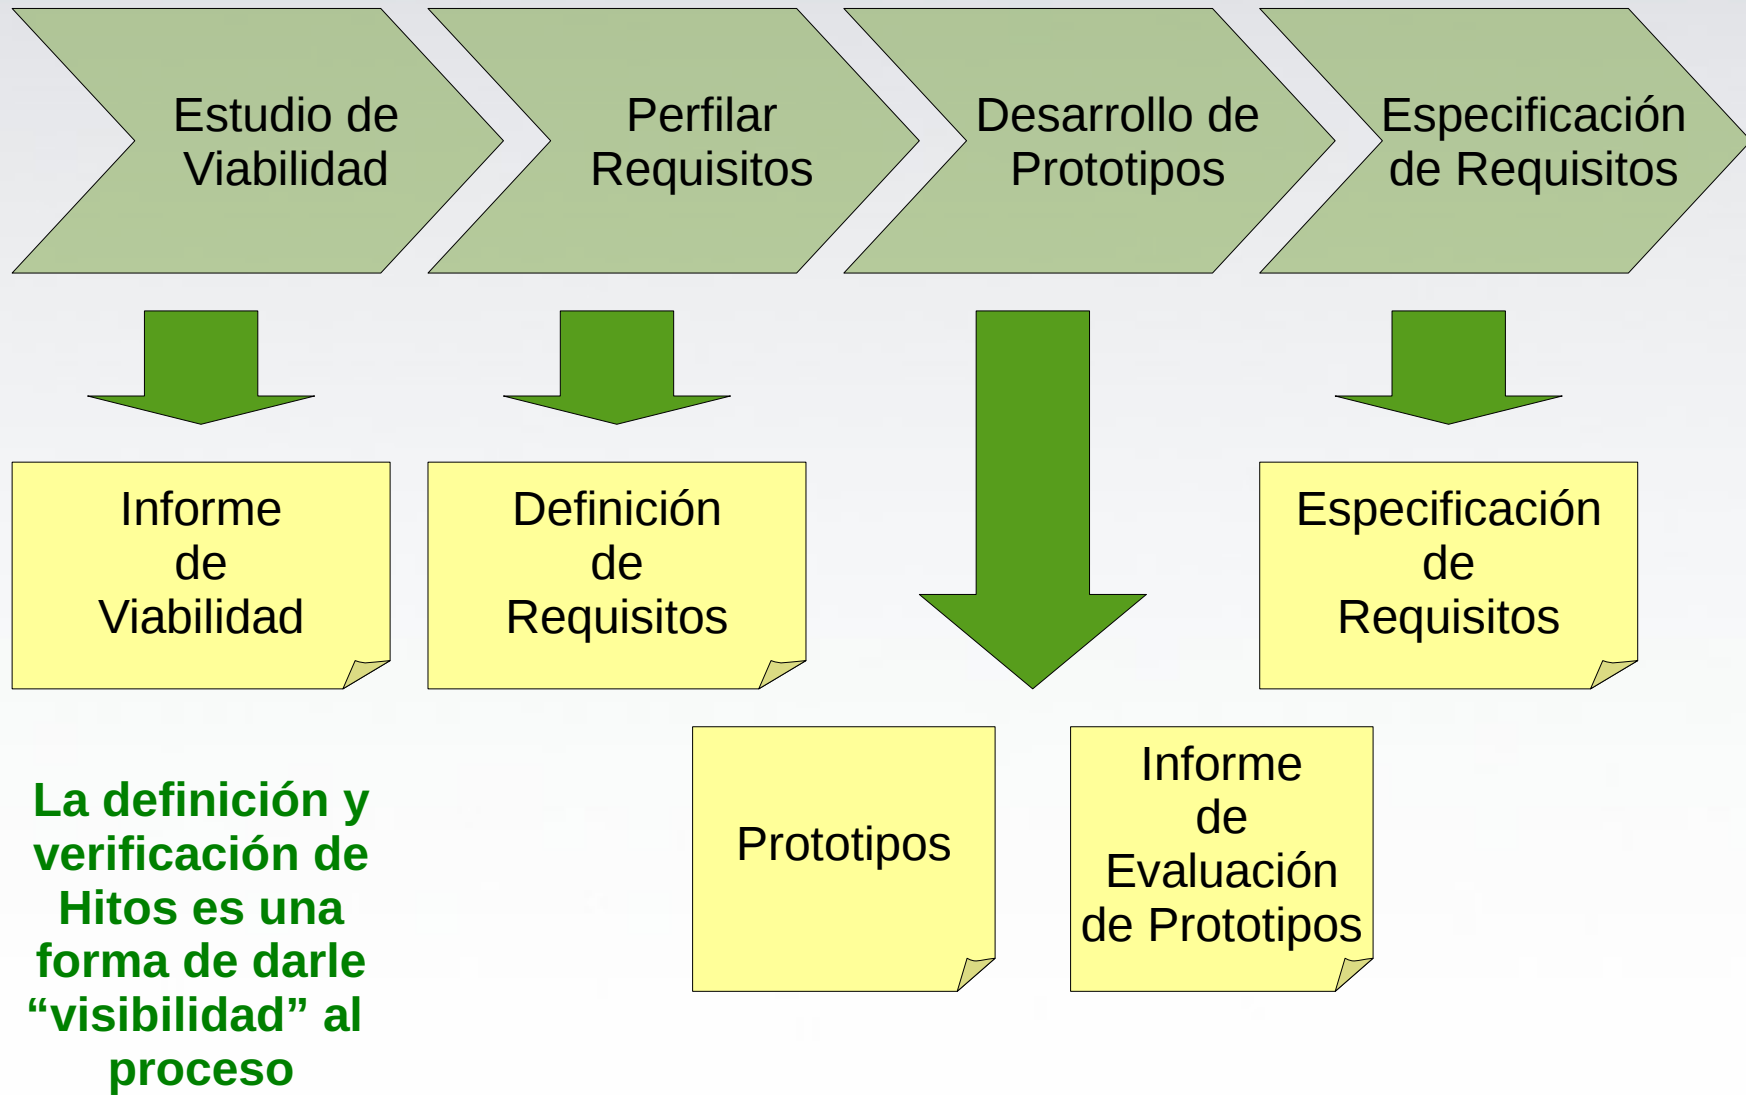 Estudio de
Viabilidad
Perfilar
Requisitos
Desarrollo de
Prototipos
Especificación
de Requisitos
Informe
de
Viabilidad
Definición
de
Requisitos
Especificación
de
Requisitos
Prototipos
Informe
de
Evaluación
de Prototipos
La definición y
verificación de
Hitos es una
forma de darle
“visibilidad” al
proceso